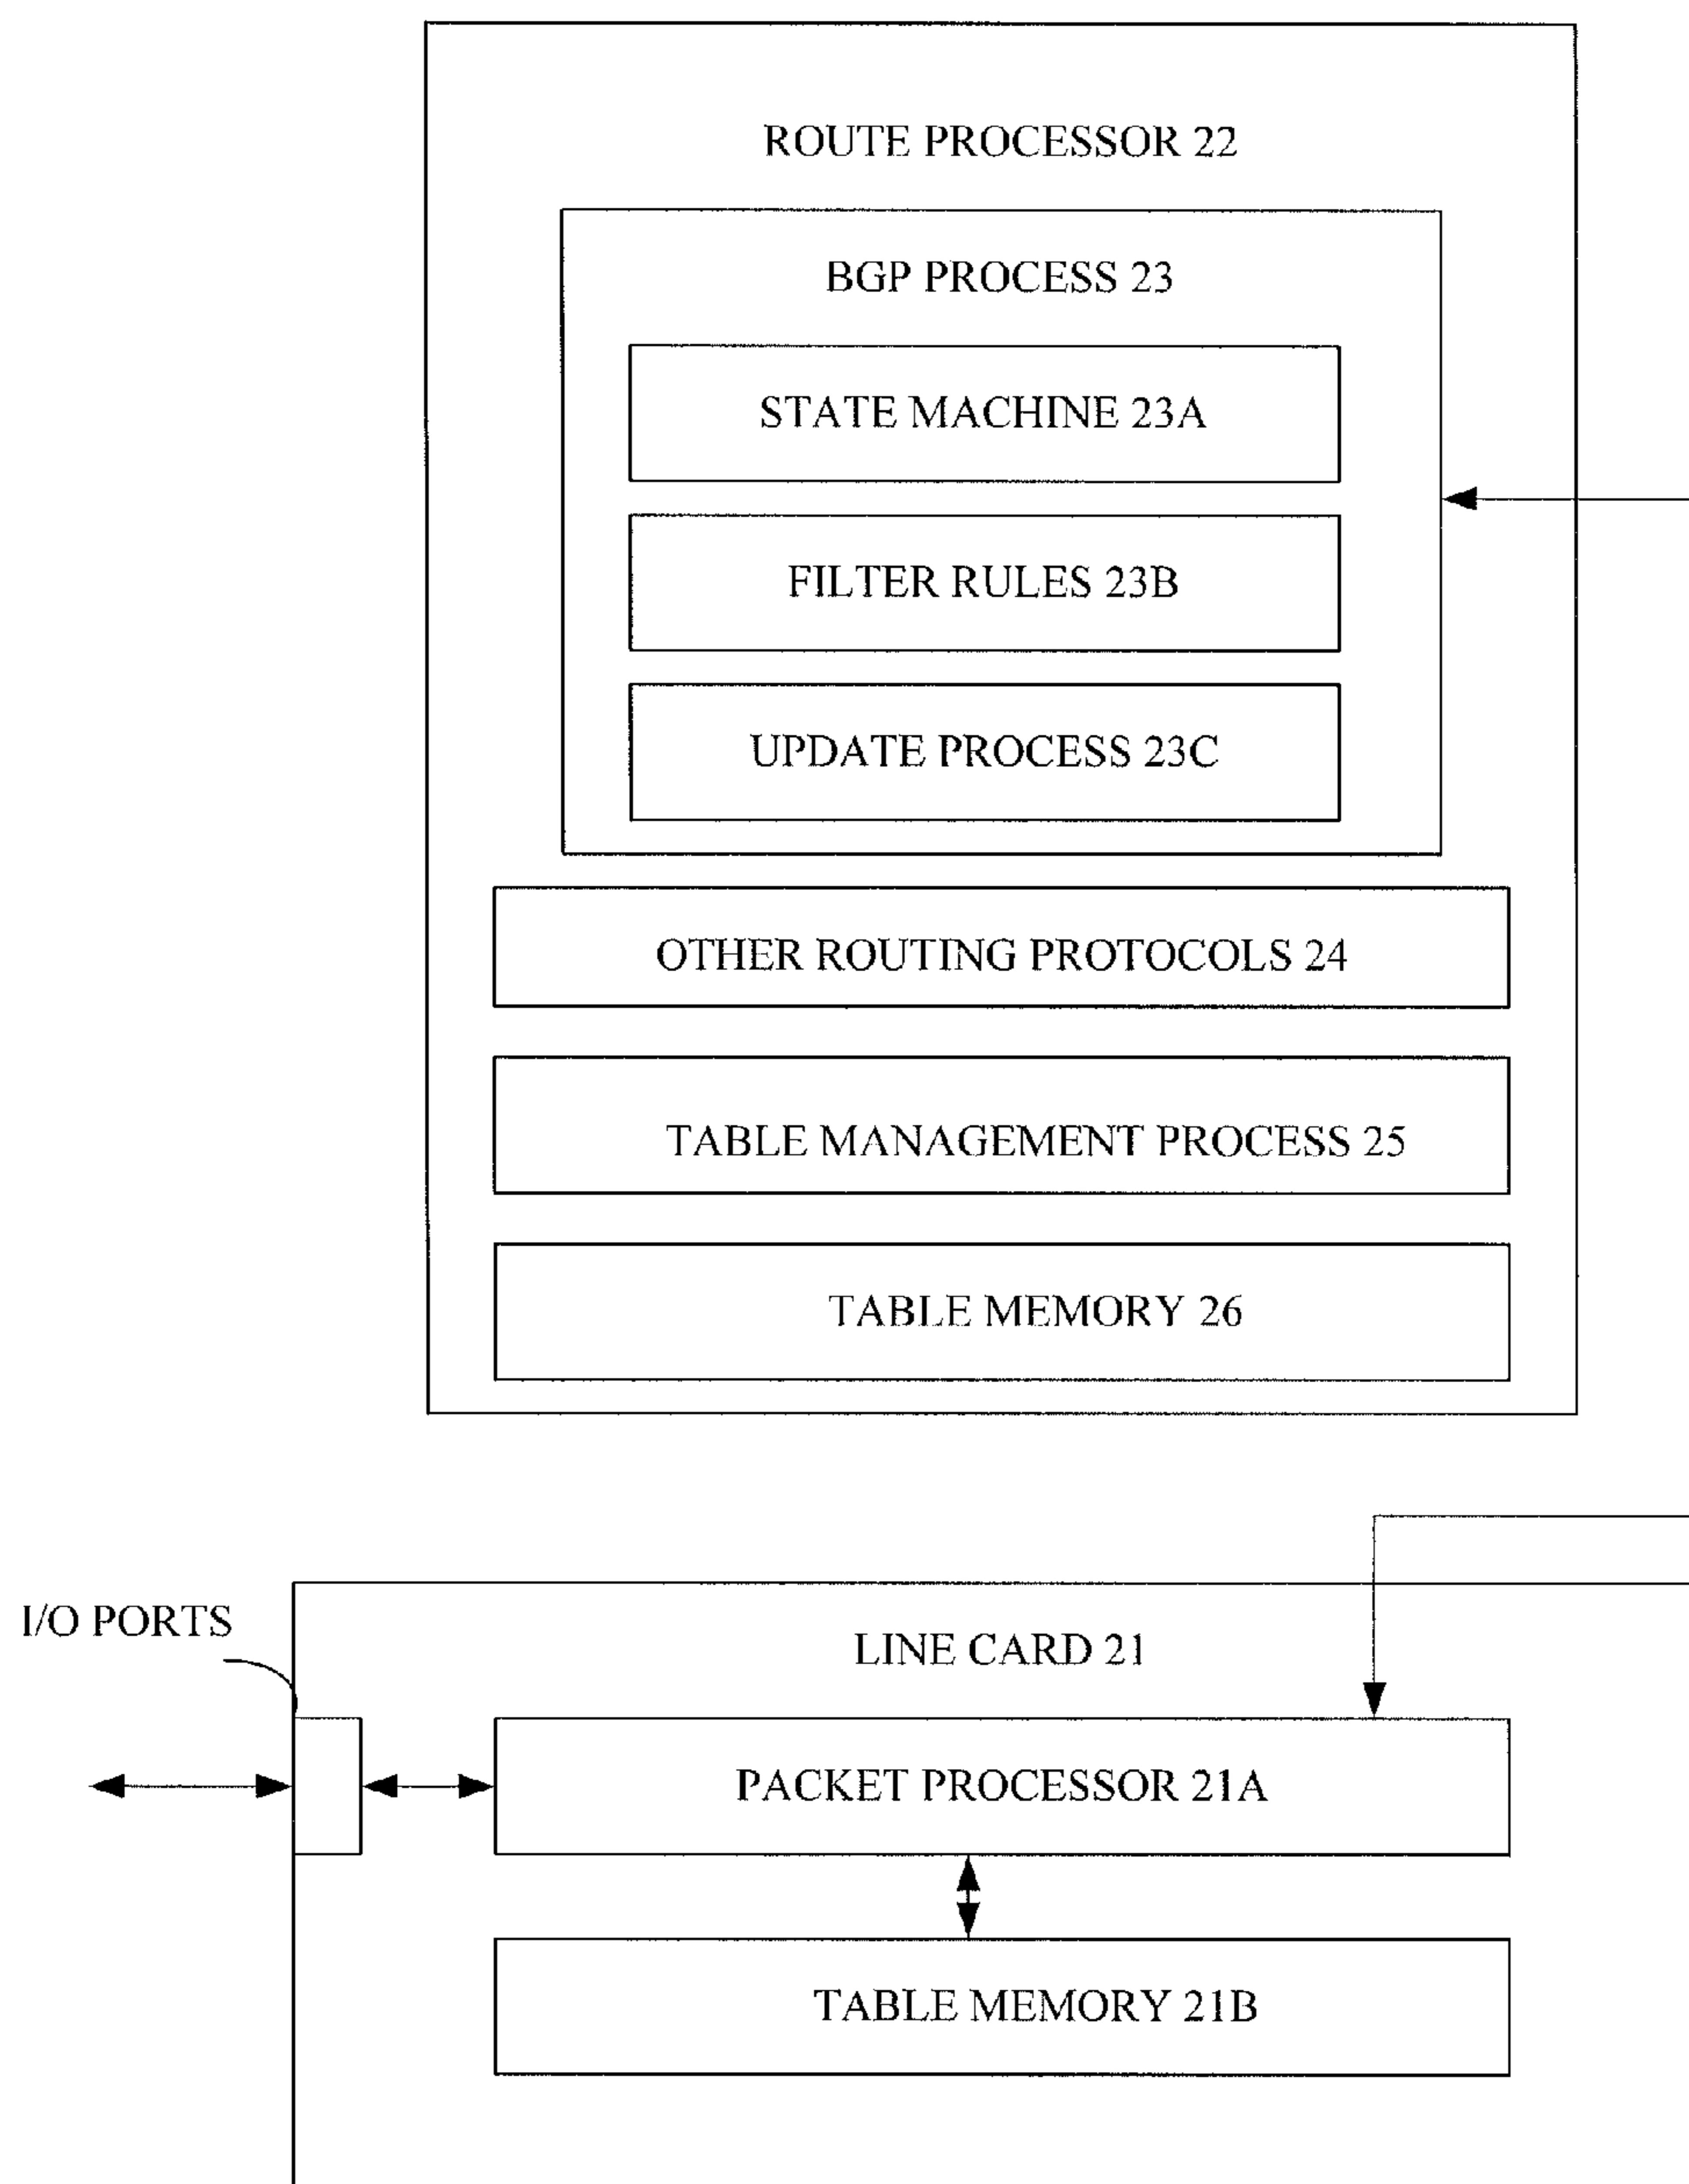 ROUTE PROCESSOR 22
BGP PROCESS 23
STATE MACHINE 23A
FILTER RULES 23B
UPDATE PROCESS 23C
OTHER ROUTING PROTOCOLS 24
TABLE MANAGEMENT PROCESS 25
TABLE MEMORY 26
I/O PORTS
LINE CARD 21
PACKET PROCESSOR 21A
TABLE MEMORY 21B